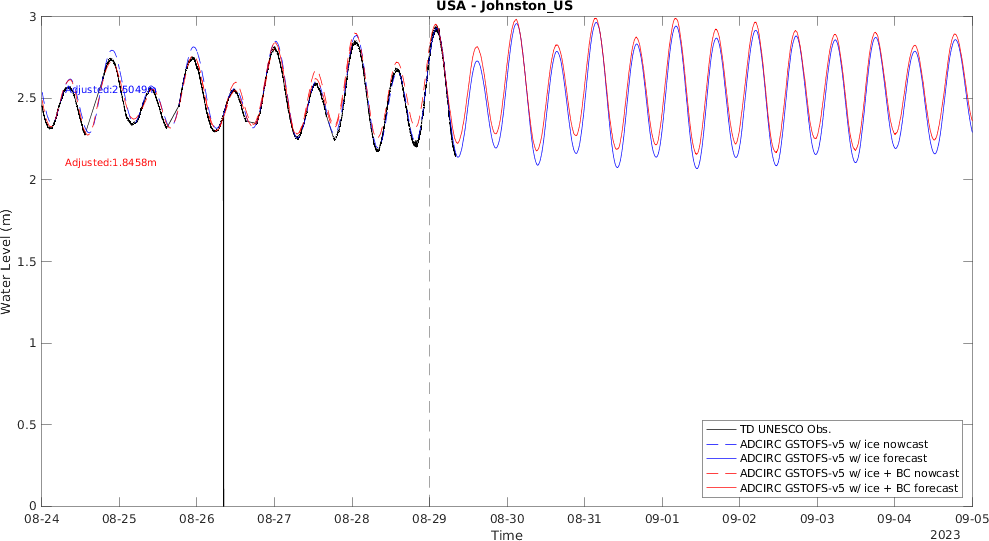 USA - Johnston_US
3
2.5
2
1.5
1
0.5
0
Water Level (m)
Adjusted:2.5049m
Adjusted:1.8458m
TD UNESCO Obs.
ADCIRC GSTOFS-v5 w/ ice nowcast
ADCIRC GSTOFS-v5 w/ ice forecast
ADCIRC GSTOFS-v5 w/ ice + BC nowcast
ADCIRC GSTOFS-v5 w/ ice + BC forecast
08-24 08-25 08-26 08-27 08-28 08-29 08-30 08-31 09-01 09-02 09-03 09-04 09-05
Time
2023